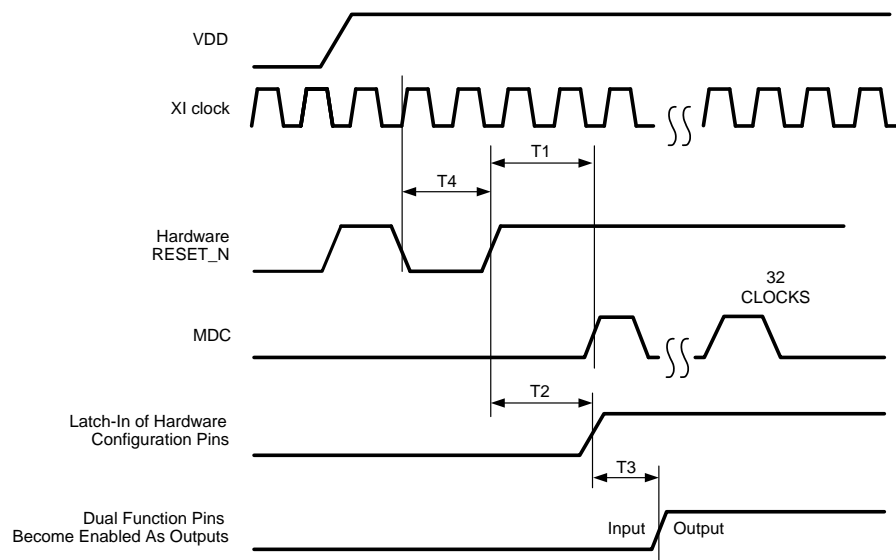 VDD
XI clock
T1
T4
Hardware
RESET_N
32
CLOCKS
MDC
T2
Latch-In of Hardware
Configuration Pins
T3
Dual Function Pins
Become Enabled As Outputs
Input
Output